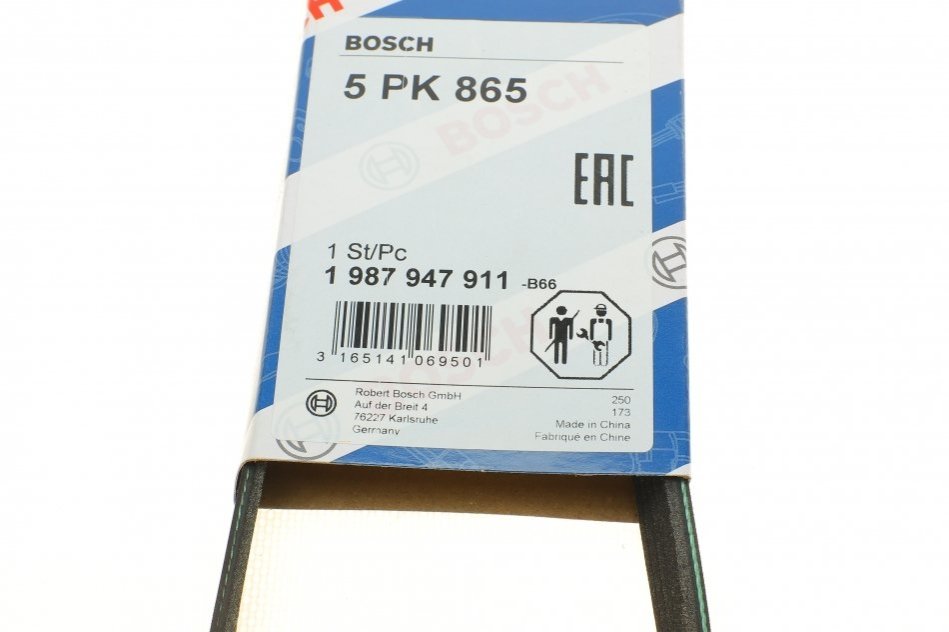 BOSCH
5 PK 865
BOSCH
EAC
1 St/Pc
1 987 947 911 -B66
BOSCH
3 165141 069501
Robert Bosch GmbH
Auf der Breit 4
76227 Karlsruhe
Germany
250
173
Made in China
Fabriqué en Chine